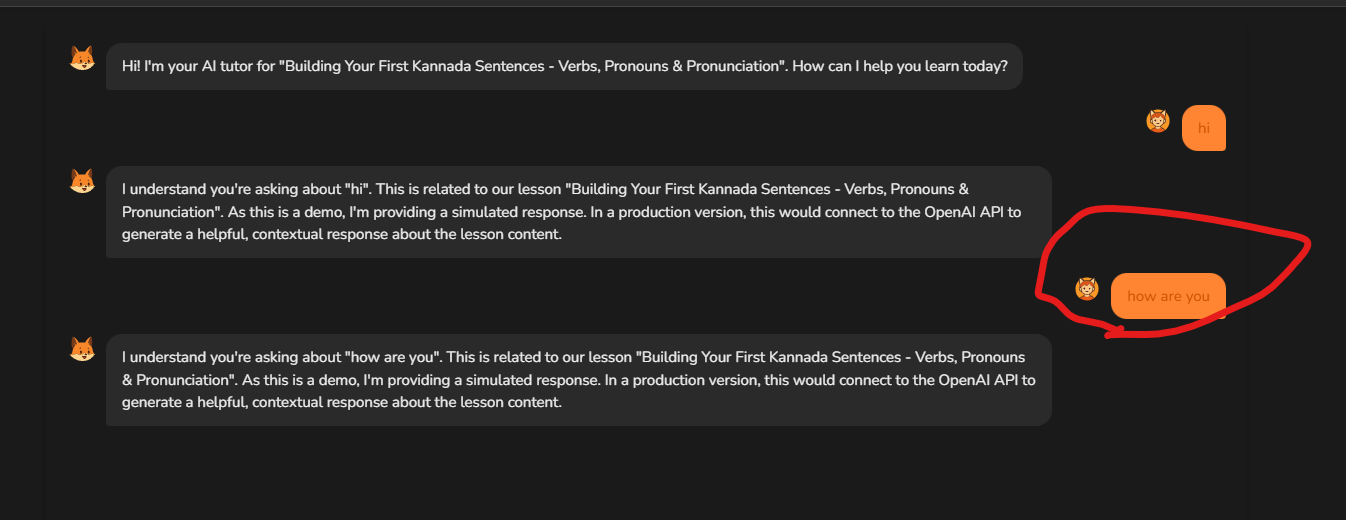 Hi! I'm your AI tutor for "Building Your First Kannada Sentences - Verbs, Pronouns & Pronunciation". How can I help you learn today?
hi
I understand you're asking about "hi". This is related to our lesson "Building Your First Kannada Sentences - Verbs, Pronouns &
Pronunciation". As this is a demo, I'm providing a simulated response. In a production version, this would connect to the OpenAI API to
generate a helpful, contextual response about the lesson content.
how are you
I understand you're asking about "how are you". This is related to our lesson "Building Your First Kannada Sentences - Verbs, Pronouns
& Pronunciation". As this is a demo, I'm providing a simulated response. In a production version, this would connect to the OpenAI API to
generate a helpful, contextual response about the lesson content.